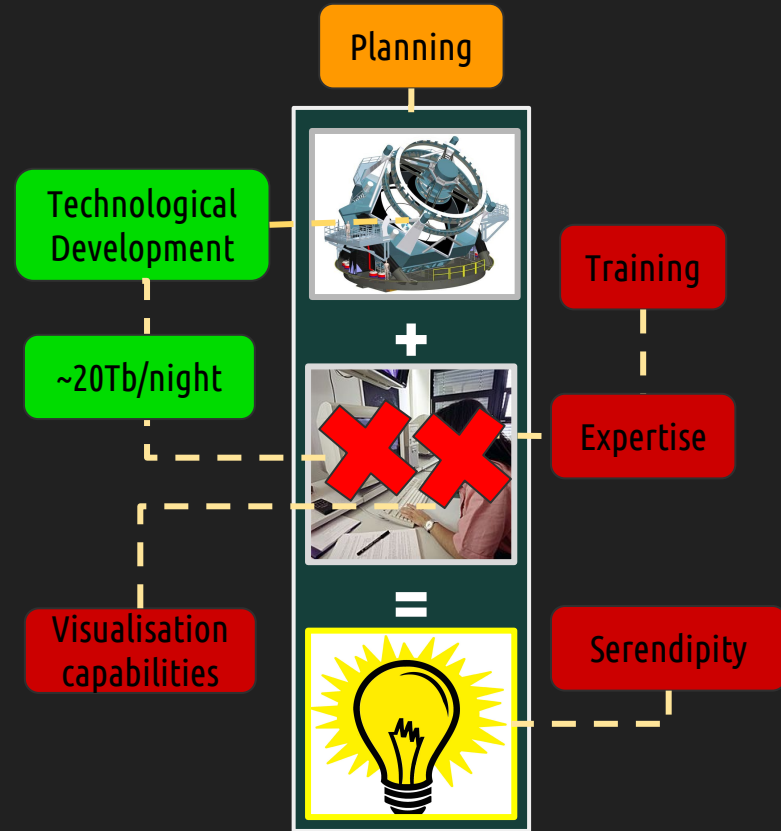 Planning
Technological
Development
Training
+
~20Tb/night
Expertise
=
Visualisation
capabilities
Serendipity